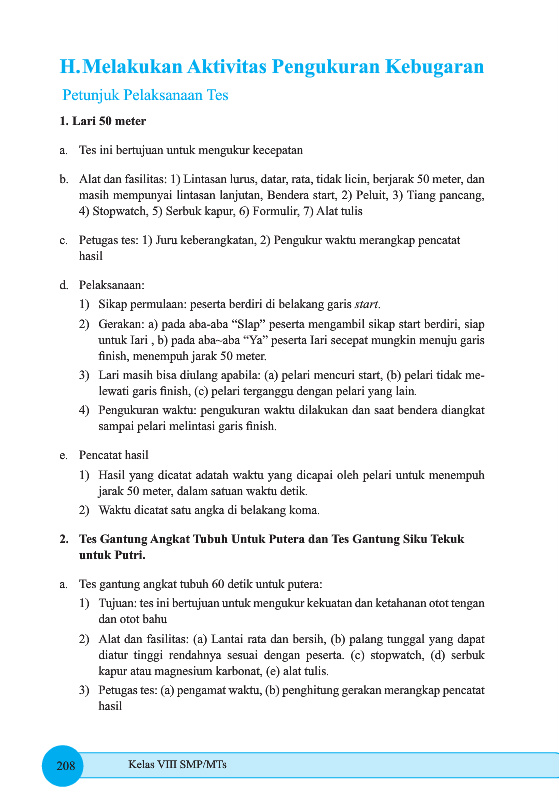 H. Melakukan Aktivitas Pengukuran Kebugaran
Petunjuk Pelaksanaan Tes
1. Lari 50 meter
a. Tes ini bertujuan untuk mengukur kecepatan
b. Alat dan fasilitas: 1) Lintasan lurus, datar, rata, tidak licin, berjarak 50 meter, dan
masih mempunyai lintasan lanjutan, Bendera start, 2) Peluit, 3) Tiang pancang,
4) Stopwatch, 5) Serbuk kapur, 6) Formulir, 7) Alat tulis
c. Petugas tes: 1) Juru keberangkatan, 2) Pengukur waktu merangkap pencatat
hasil
d. Pelaksanaan:
1) Sikap permulaan: peserta berdiri di belakang garis start.
2) Gerakan: a) pada aba-aba “Slap” peserta mengambil sikap start berdiri, siap
untuk Iari , b) pada aba~aba “Ya” peserta Iari secepat mungkin menuju garis
finish, menempuh jarak 50 meter.
3) Lari masih bisa diulang apabila: (a) pelari mencuri start, (b) pelari tidak me-
lewati garis finish, (c) pelari terganggu dengan pelari yang lain.
4) Pengukuran waktu: pengukuran waktu dilakukan dan saat bendera diangkat
sampai pelari melintasi garis finish.
e. Pencatat hasil
1) Hasil yang dicatat adatah waktu yang dicapai oleh pelari untuk menempuh
jarak 50 meter, dalam satuan waktu detik.
2) Waktu dicatat satu angka di belakang koma.
2. Tes Gantung Angkat Tubuh Untuk Putera dan Tes Gantung Siku Tekuk
untuk Putri.
a. Tes gantung angkat tubuh 60 detik untuk putera:
1) Tujuan: tes ini bertujuan untuk mengukur kekuatan dan ketahanan otot tengan
dan otot bahu
2) Alat dan fasilitas: (a) Lantai rata dan bersih, (b) palang tunggal yang dapat
diatur tinggi rendahnya sesuai dengan peserta. (c) stopwatch, (d) serbuk
kapur atau magnesium karbonat, (e) alat tulis.
3) Petugas tes: (a) pengamat waktu, (b) penghitung gerakan merangkap pencatat
hasil
208 Kelas VIII SMP/MTs